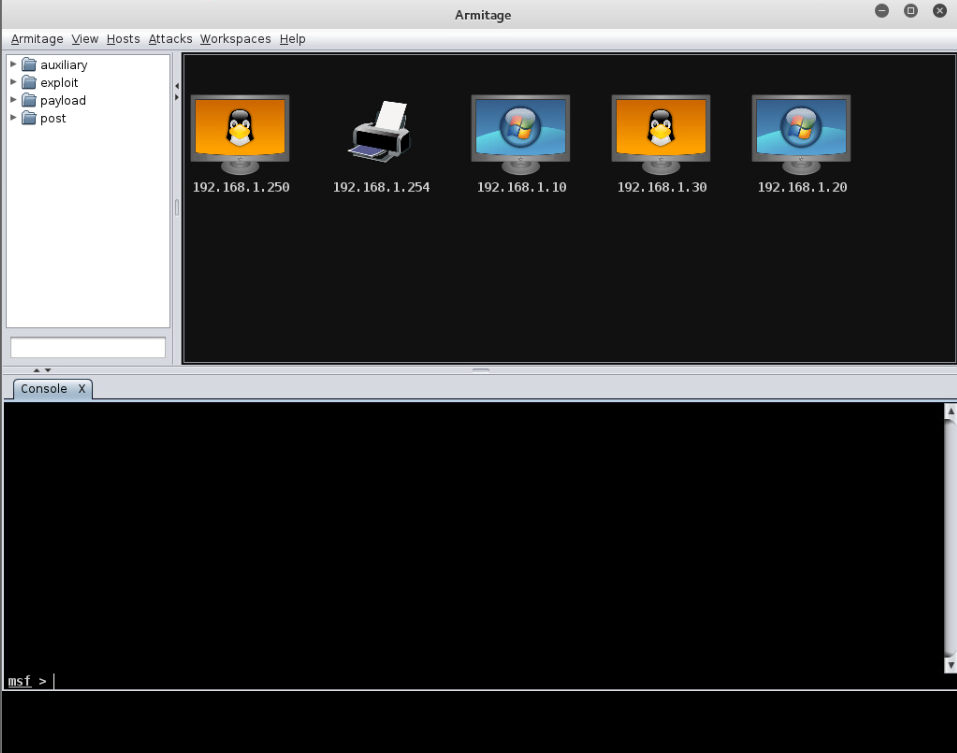 Armitage
Armitage View Hosts Attacks Workspaces Help
auxiliary
exploit
payload
post
192.168.1.250 192.168.1.254 192.168.1.10 192.168.1.30 192.168.1.20
Console X
msf >